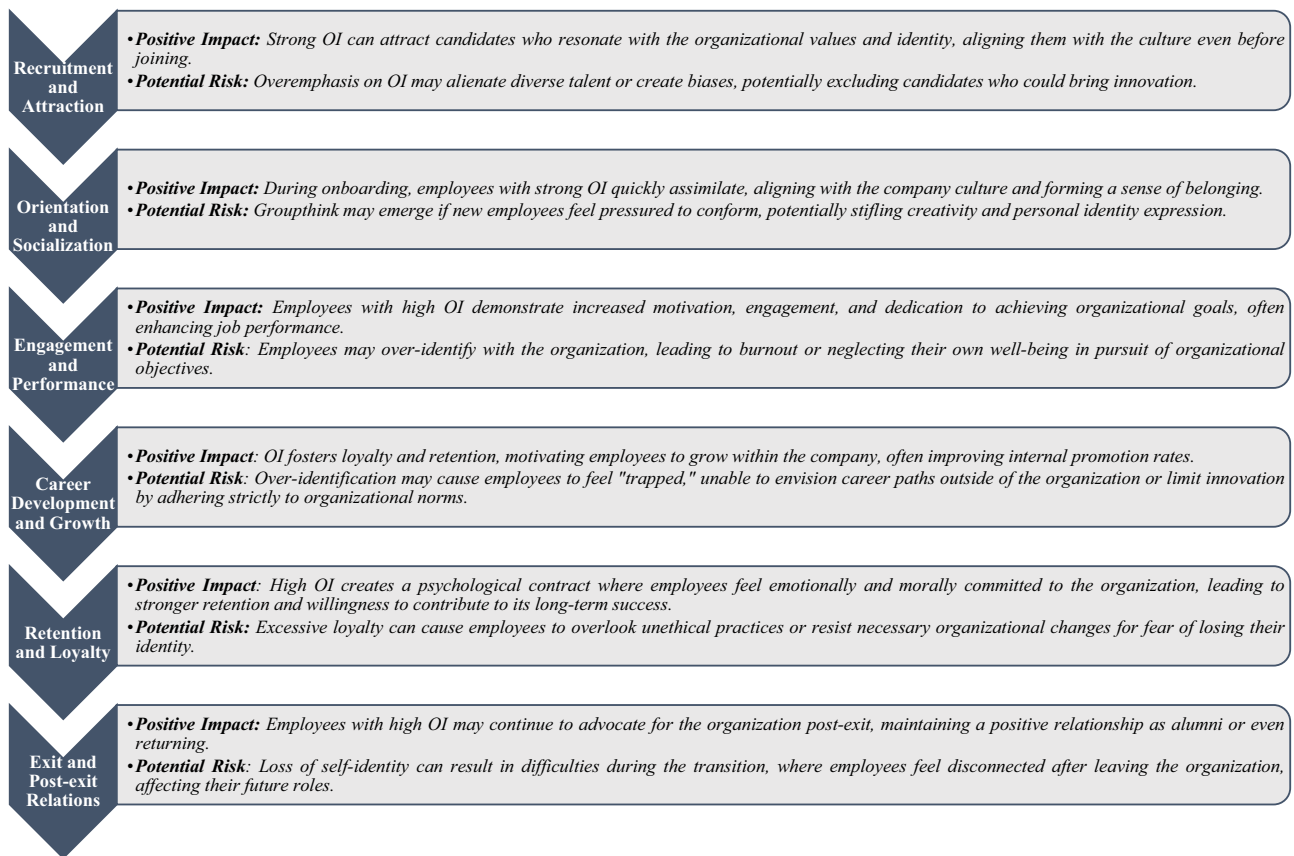 Recruitment
and
Attraction
•Positive Impact: Strong OI can attract candidates who resonate with the organizational values and identity, aligning them with the culture even before
joining.
•Potential Risk: Overemphasis on OI may alienate diverse talent or create biases, potentially excluding candidates who could bring innovation.
Orientation
and
Socialization
•Positive Impact: During onboarding, employees with strong OI quickly assimilate, aligning with the company culture and forming a sense of belonging.
•Potential Risk: Groupthink may emerge if new employees feel pressured to conform, potentially stifling creativity and personal identity expression.
Engagement
and
Performance
•Positive Impact: Employees with high OI demonstrate increased motivation, engagement, and dedication to achieving organizational goals, often
enhancing job performance.
•Potential Risk: Employees may over-identify with the organization, leading to burnout or neglecting their own well-being in pursuit of organizational
objectives.
Career
Development
and Growth
•Positive Impact: OI fosters loyalty and retention, motivating employees to grow within the company, often improving internal promotion rates.
•Potential Risk: Over-identification may cause employees to feel "trapped," unable to envision career paths outside of the organization or limit innovation
by adhering strictly to organizational norms.
Retention
and Loyalty
•Positive Impact: High OI creates a psychological contract where employees feel emotionally and morally committed to the organization, leading to
stronger retention and willingness to contribute to its long-term success.
•Potential Risk: Excessive loyalty can cause employees to overlook unethical practices or resist necessary organizational changes for fear of losing their
identity.
Exit and
Post-exit
Relations
•Positive Impact: Employees with high OI may continue to advocate for the organization post-exit, maintaining a positive relationship as alumni or even
returning.
•Potential Risk: Loss of self-identity can result in difficulties during the transition, where employees feel disconnected after leaving the organization,
affecting their future roles.